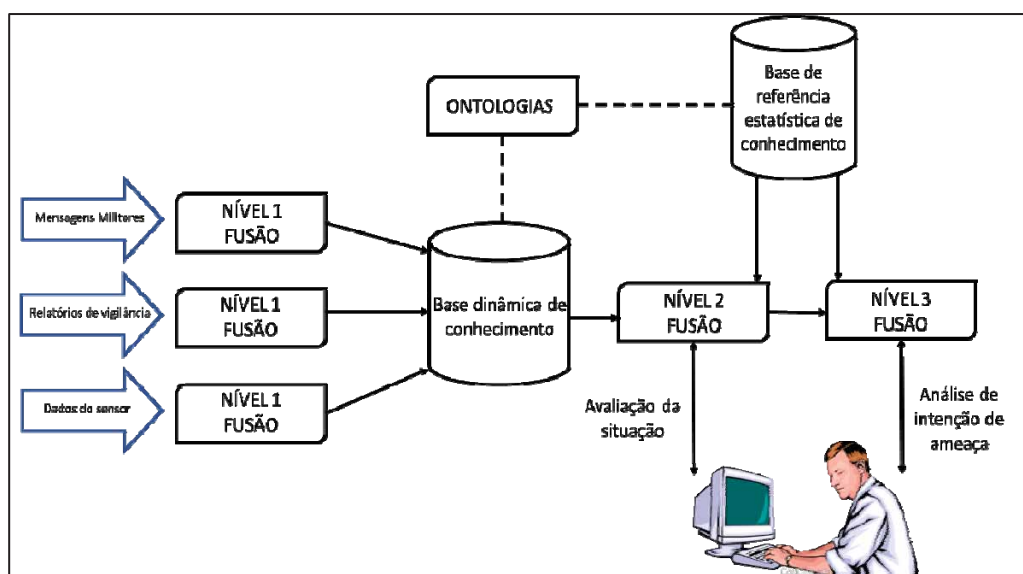 Base de
referência
estatística de
conhecimento
ONTOLOGIAS
Mensagens Militares
NÍVEL 1
FUSÃO
Relatórios de vigilância
NÍVEL 1
FUSÃO
Dados do sensor
NÍVEL 1
FUSÃO
Base dinâmica de
conhecimento
NÍVEL 2
FUSÃO
NÍVEL 3
FUSÃO
Avaliação da
situação
Análise de
intenção de
ameaça